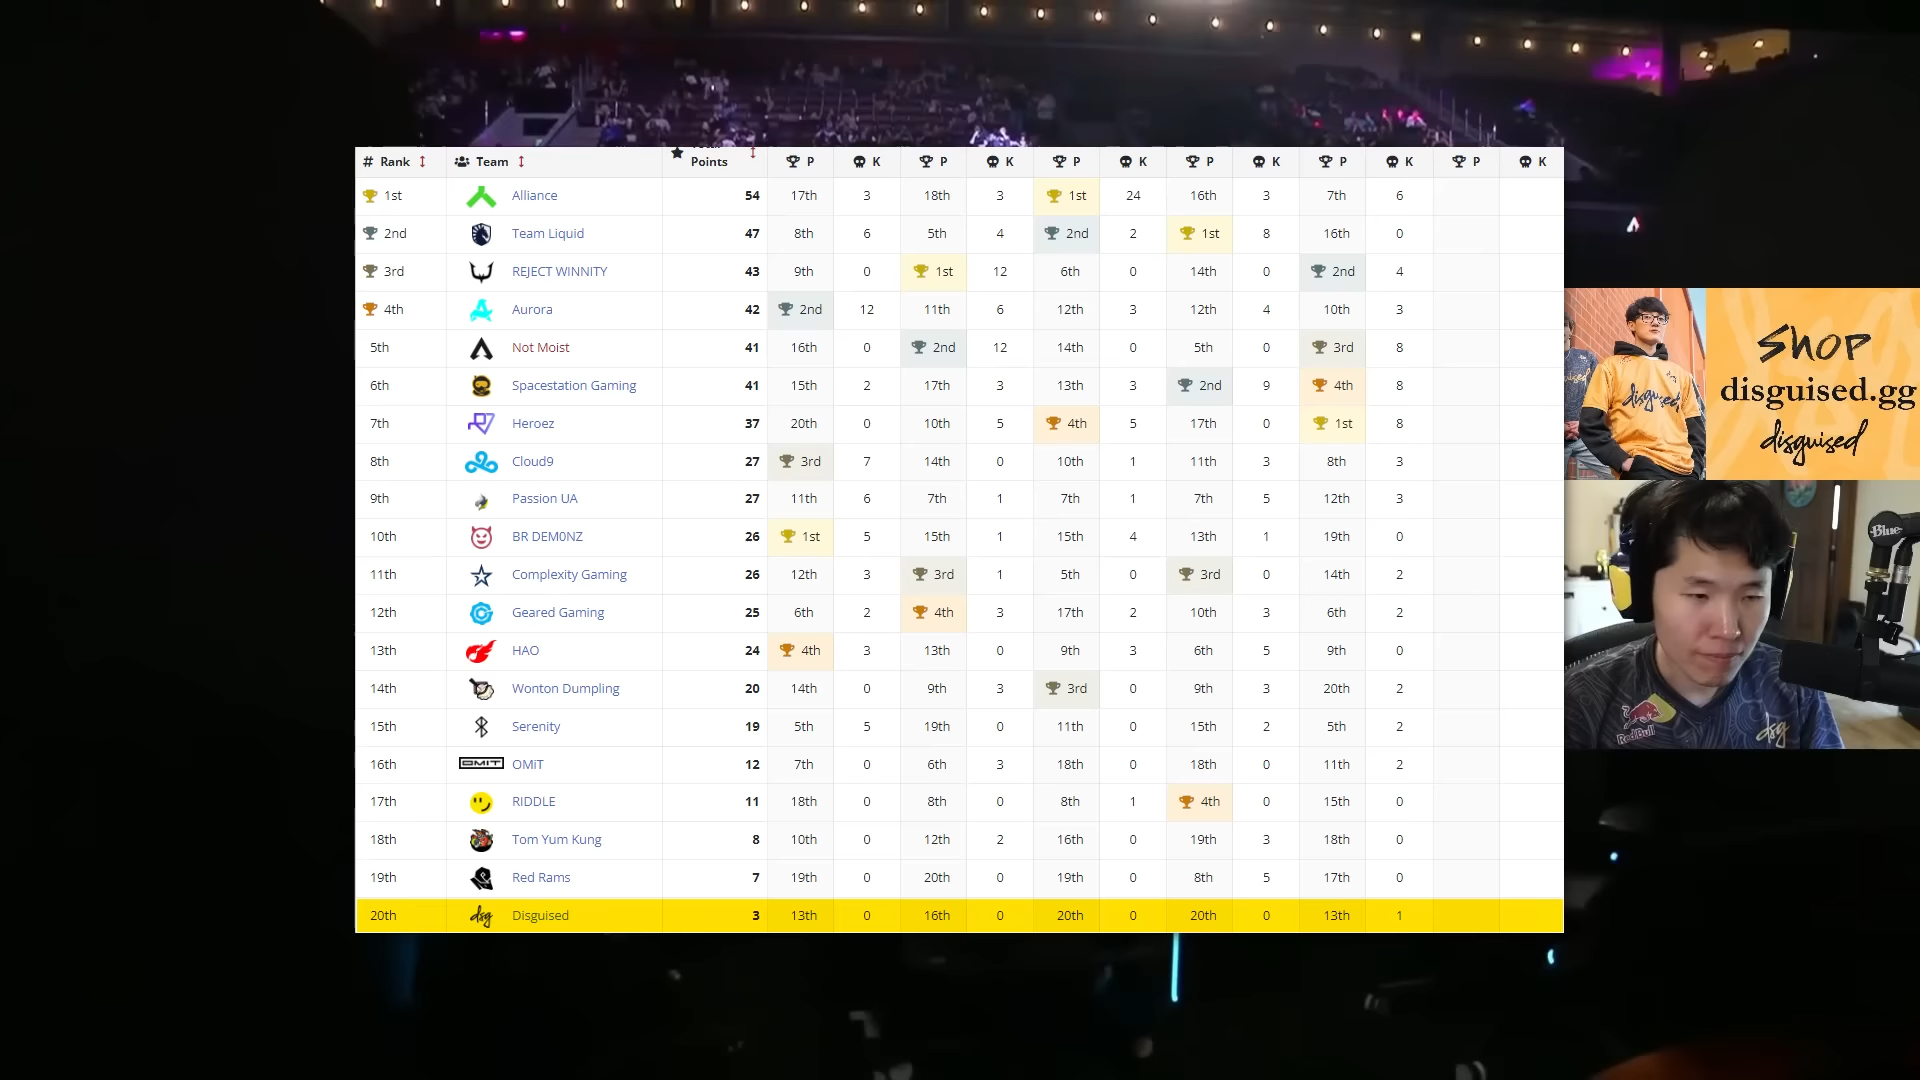 # Rank Team Points P K P K P K P K P K P K
1st Alliance 54 17th 3 18th 3 1st 24 16th 3 7th 6
2nd Team Liquid 47 8th 6 5th 4 2nd 2 1st 8 16th 0
3rd REJECT WINNITY 43 9th 0 1st 12 6th 0 14th 0 2nd 4
4th Aurora 42 2nd 12 11th 6 12th 3 12th 4 10th 3
5th Not Moist 41 16th 0 2nd 12 14th 0 5th 0 3rd 8
6th Spacestation Gaming 41 15th 2 17th 3 13th 3 2nd 9 4th 8
7th Heroez 37 20th 0 10th 5 4th 5 17th 0 1st 8
8th Cloud9 27 3rd 7 14th 0 10th 1 11th 3 8th 3
9th Passion UA 27 11th 6 7th 1 7th 1 7th 5 12th 3
10th BR DEM0NZ 26 1st 5 15th 1 15th 4 13th 1 19th 0
11th Complexity Gaming 26 12th 3 3rd 1 5th 0 3rd 0 14th 2
12th Geared Gaming 25 6th 2 4th 3 17th 2 10th 3 6th 2
13th HAO 24 4th 3 13th 0 9th 3 6th 5 9th 0
14th Wonton Dumpling 20 14th 0 9th 3 3rd 0 9th 3 20th 2
15th Serenity 19 5th 5 19th 0 11th 0 15th 2 5th 2
16th OMIT OMiT 12 7th 0 6th 3 18th 0 18th 0 11th 2
17th RIDDLE 11 18th 0 8th 0 8th 1 4th 0 15th 0
18th Tom Yum Kung 8 10th 0 12th 2 16th 0 19th 3 18th 0
19th Red Rams 7 19th 0 20th 0 19th 0 8th 5 17th 0
20th dsg Disguised 3 13th 0 16th 0 20th 0 20th 0 13th 1
disguised
SHOP
disguised.gg
disguised
Blue
RedBull
dsg